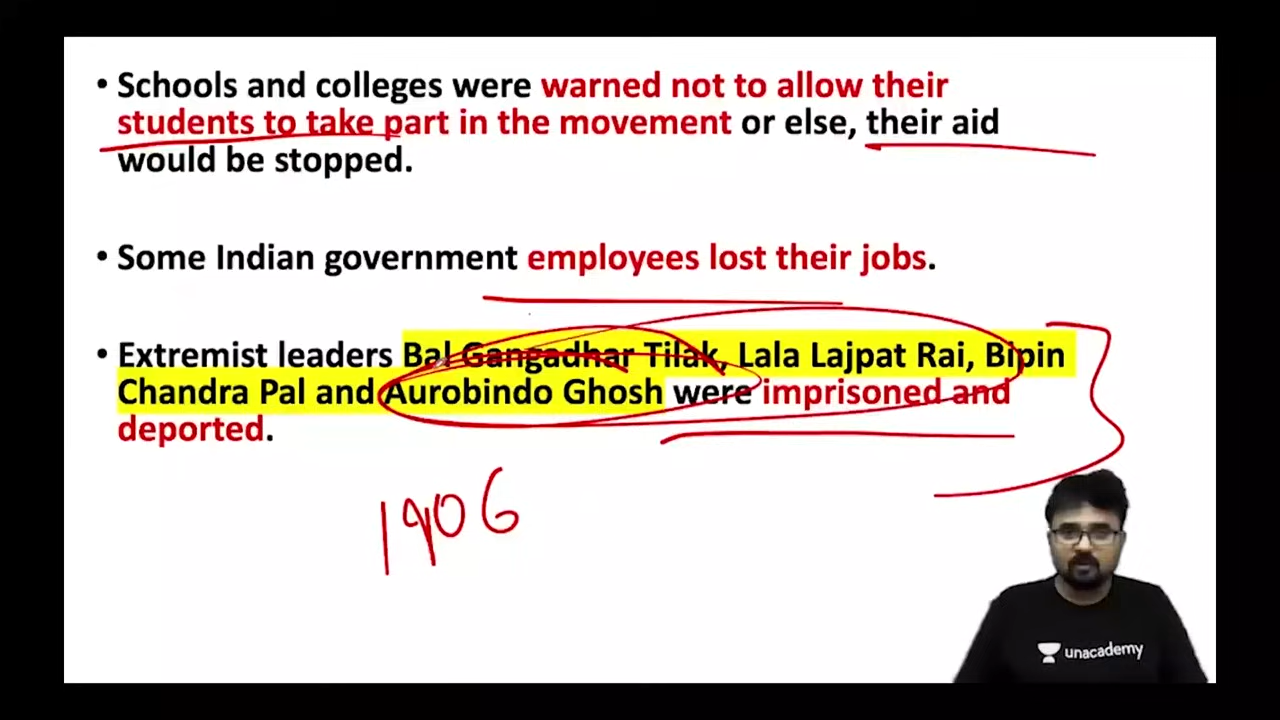 • Schools and colleges were warned not to allow their
students to take part in the movement or else, their aid
would be stopped.
• Some Indian government employees lost their jobs.
• Extremist leaders Bal Gangadhar Tilak, Lala Lajpat Rai, Bipin
Chandra Pal and Aurobindo Ghosh were imprisoned and
deported.
1906
unacademy